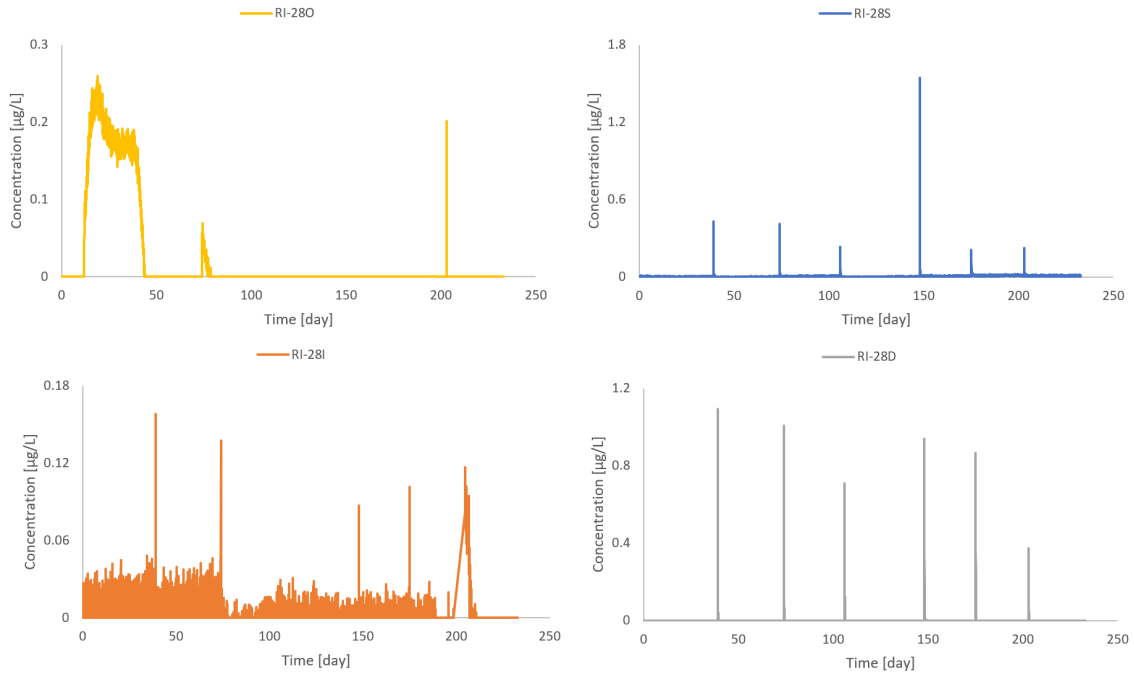 RI-28O
Concentration [µg/L]
0.3
0.2
0.1
0
0 50 100 150 200 250
Time [day]
RI-28S
Concentration [µg/L]
1.8
1.2
0.6
0
0 50 100 150 200 250
Time [day]
RI-28I
Concentration [µg/L]
0.18
0.12
0.06
0
0 50 100 150 200 250
Time [day]
RI-28D
Concentration [µg/L]
1.2
0.8
0.4
0
0 50 100 150 200 250
Time [day]